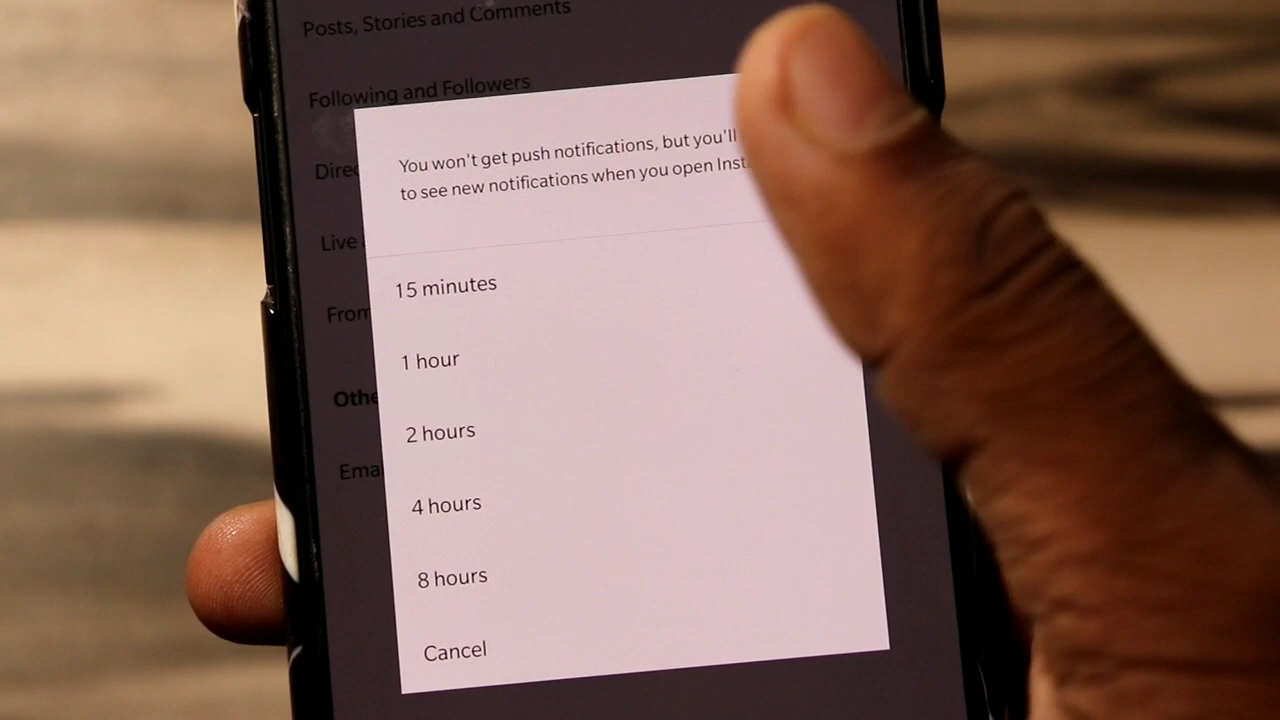 Posts, Stories and Comments
Following and Followers
You won't get push notifications, but you'll
to see new notifications when you open Inst
Live
From
15 minutes
1 hour
2 hours
4 hours
8 hours
Cancel